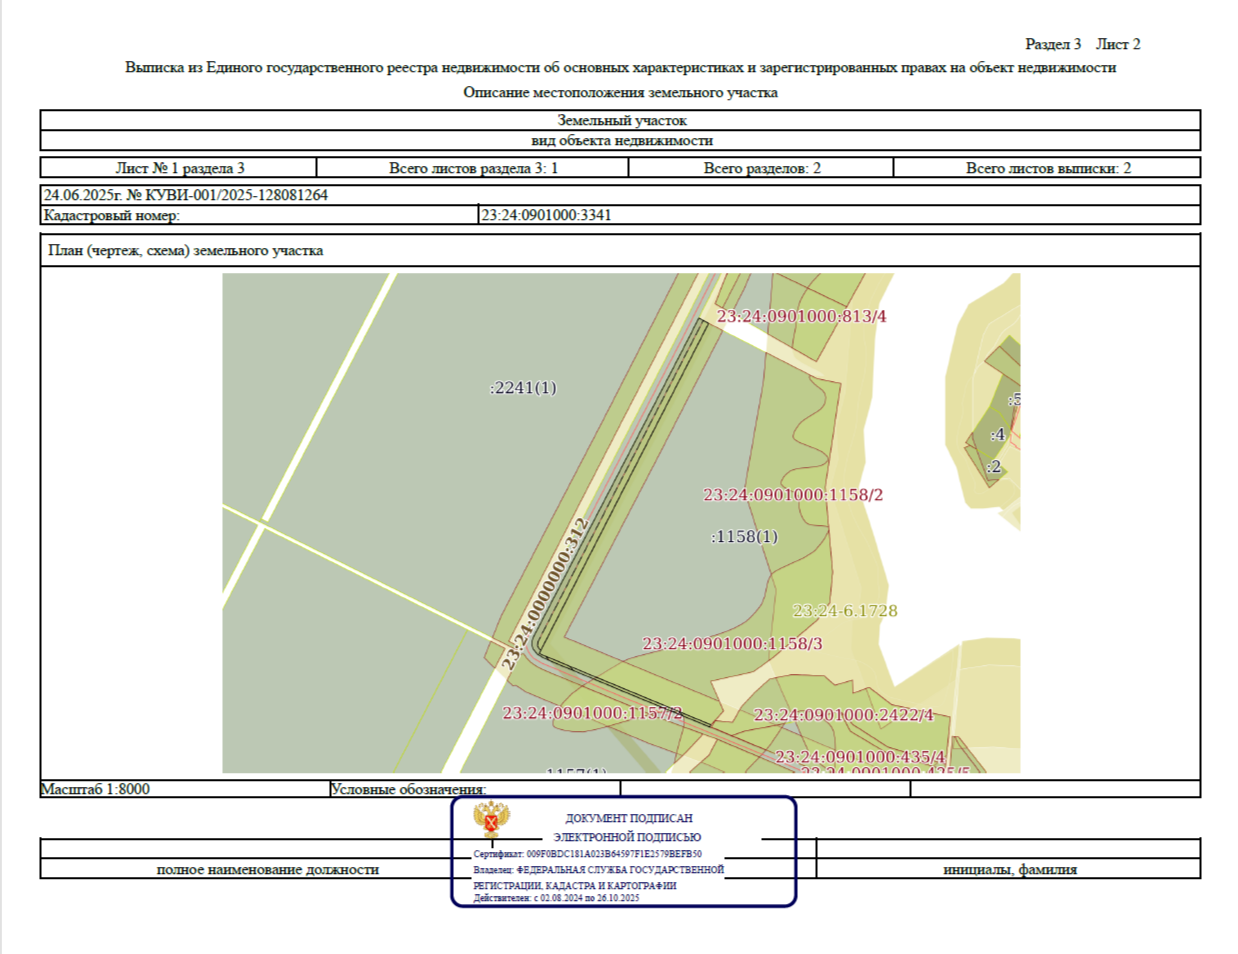 Раздел 3 Лист 2
Выписка из Единого государственного реестра недвижимости об основных характеристиках и зарегистрированных правах на объект недвижимости
Описание местоположения земельного участка
Земельный участок
вид объекта недвижимости
Лист № 1 раздела 3 Всего листов раздела 3: 1 Всего разделов: 2 Всего листов выписки: 2
24.06.2025г. № КУВИ-001/2025-128081264
Кадастровый номер: 23:24:0901000:3341
План (чертеж, схема) земельного участка
23:24:0901000:813/4
:2241(1)
:5
:4
:2
23:24:0901000:1158/2
:1158(1)
23:24:0000000:312
23:24-6.1728
23:24:0901000:1158/3
23:24:0901000:1157/2
23:24:0901000:2422/4
23:24:0901000:435/4
23:24:0901000:435/5
:1157(1)
Масштаб 1:8000 Условные обозначения:
ДОКУМЕНТ ПОДПИСАН
ЭЛЕКТРОННОЙ ПОДПИСЬЮ
Сертификат: 009F0BDC181A023B64597F1E2579BEFB50
Владелец: ФЕДЕРАЛЬНАЯ СЛУЖБА ГОСУДАРСТВЕННОЙ
РЕГИСТРАЦИИ, КАДАСТРА И КАРТОГРАФИИ
Действителен: с 02.08.2024 по 26.10.2025
полное наименование должности инициалы, фамилия